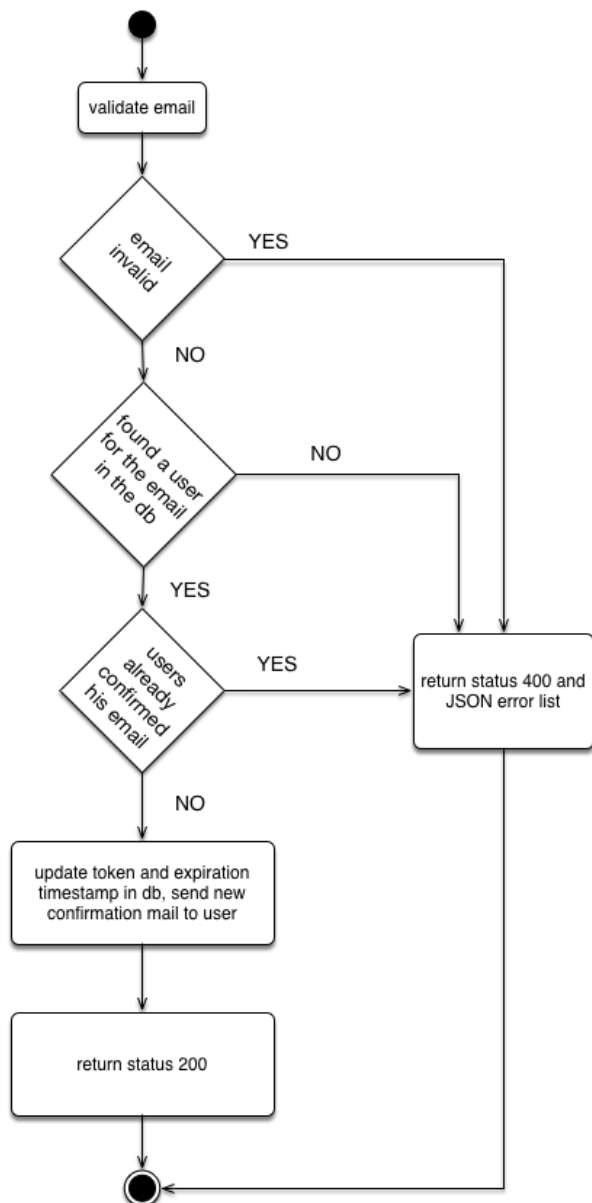 validate email
email
invalid
YES
NO
found a user
for the email
in the db
NO
YES
users
already
confirmed
his email
YES
return status 400 and
JSON error list
NO
update token and expiration
timestamp in db, send new
confirmation mail to user
return status 200